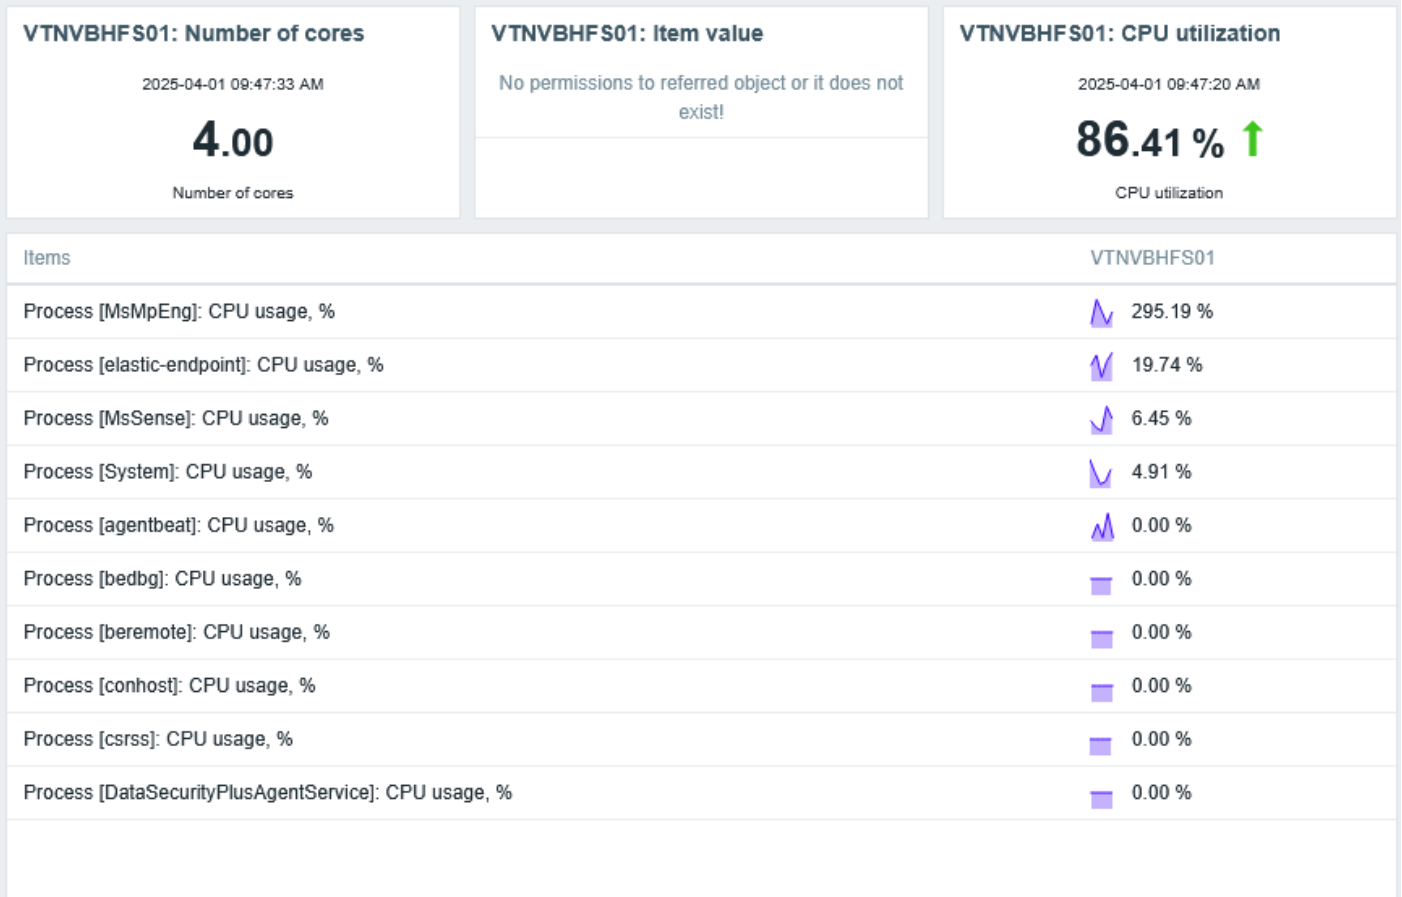 VTNVBHFS01: Number of cores
2025-04-01 09:47:33 AM
4.00
Number of cores
VTNVBHFS01: Item value
No permissions to referred object or it does not
exist!
VTNVBHFS01: CPU utilization
2025-04-01 09:47:20 AM
86.41 %
CPU utilization
Items VTNVBHFS01
Process [MsMpEng]: CPU usage, % 295.19 %
Process [elastic-endpoint]: CPU usage, % 19.74 %
Process [MsSense]: CPU usage, % 6.45 %
Process [System]: CPU usage, % 4.91 %
Process [agentbeat]: CPU usage, % 0.00 %
Process [bedbg]: CPU usage, % 0.00 %
Process [beremote]: CPU usage, % 0.00 %
Process [conhost]: CPU usage, % 0.00 %
Process [csrss]: CPU usage, % 0.00 %
Process [DataSecurityPlusAgentService]: CPU usage, % 0.00 %